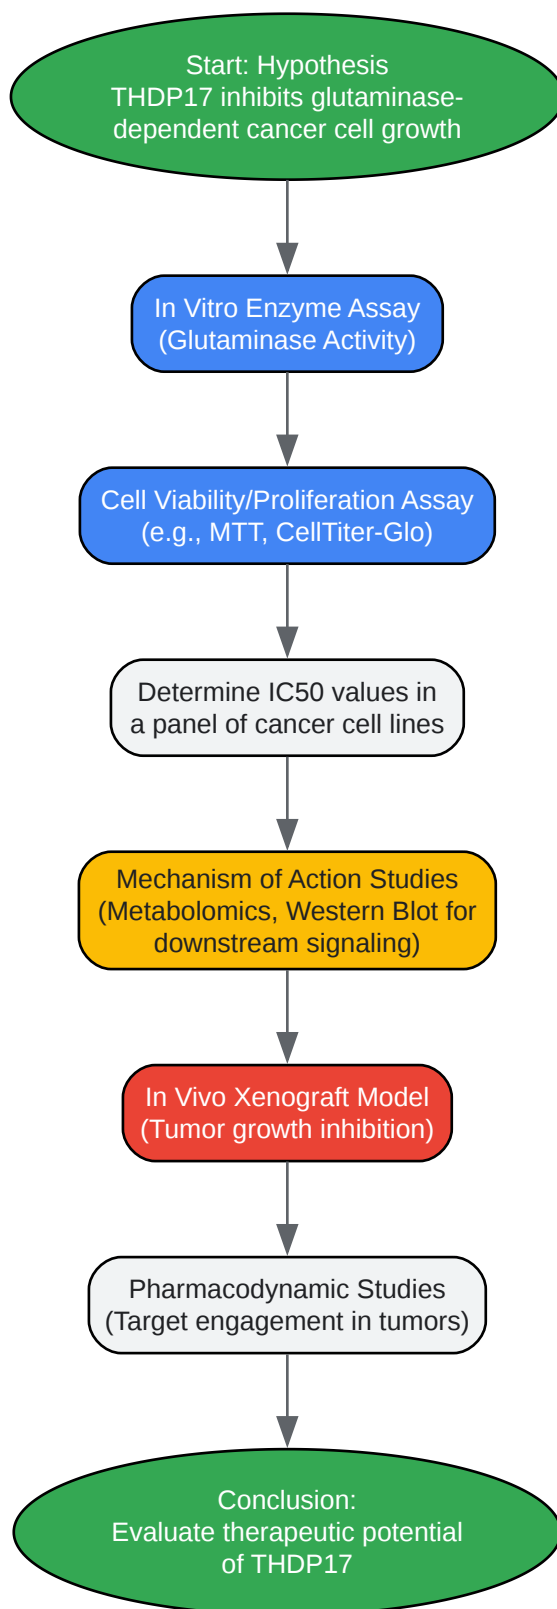 Start: Hypothesis
THDP17 inhibits glutaminase-
dependent cancer cell growth
In Vitro Enzyme Assay
(Glutaminase Activity)
Cell Viability/Proliferation Assay
(e.g., MTT, CellTiter-Glo)
Determine IC50 values in
a panel of cancer cell lines
Mechanism of Action Studies
(Metabolomics, Western Blot for
downstream signaling)
In Vivo Xenograft Model
(Tumor growth inhibition)
Pharmacodynamic Studies
(Target engagement in tumors)
Conclusion:
Evaluate therapeutic potential
of THDP17